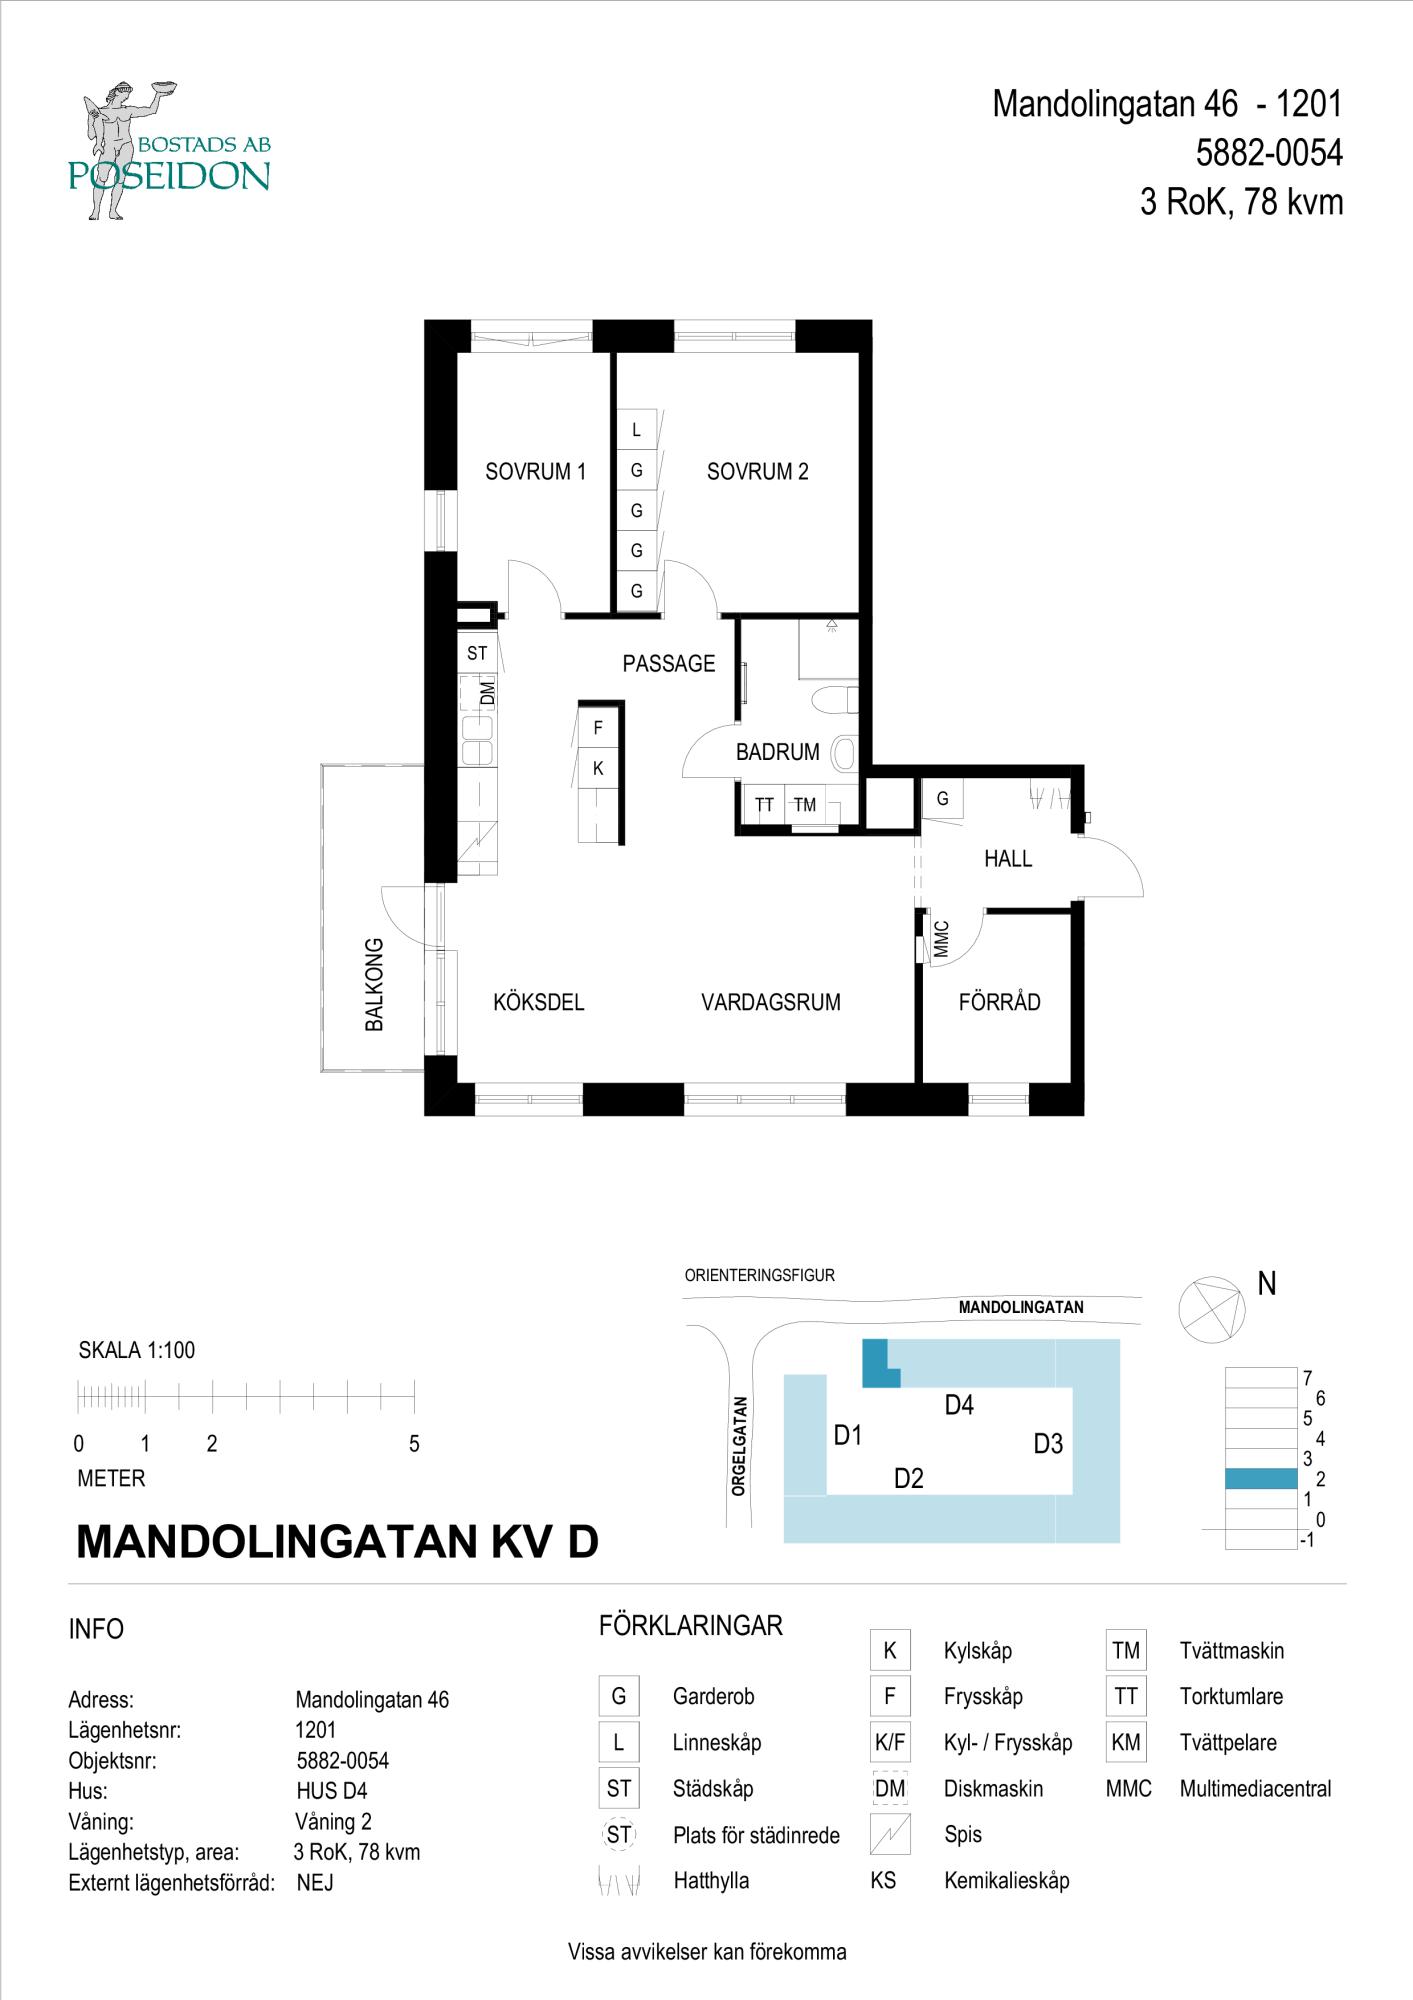 BOSTADS AB
POSEIDON
Mandolingatan 46 - 1201
5882-0054
3 RoK, 78 kvm
L
SOVRUM 1
G
SOVRUM 2
G
G
G
ST
PASSAGE
DM
F
BADRUM
K
TT
TM
G
HALL
MMC
BALKONG
KÖKSDEL
VARDAGSRUM
FÖRRÅD
ORIENTERINGSFIGUR
N
MANDOLINGATAN
SKALA 1:100
0 1 2 5
METER
ORGELGATAN
D4
D1
D3
D2
7
6
5
4
3
2
1
0
-1
MANDOLINGATAN KV D
INFO
Adress: Mandolingatan 46
Lägenhetsnr: 1201
Objektsnr: 5882-0054
Hus: HUS D4
Våning: Våning 2
Lägenhetstyp, area: 3 RoK, 78 kvm
Externt lägenhetsförråd: NEJ
FÖRKLARINGAR
G Garderob
L Linneskåp
ST Städskåp
ST Plats för städinrede
Hatthylla
K Kylskåp
F Frysskåp
K/F Kyl- / Frysskåp
DM Diskmaskin
Spis
KS Kemikalieskåp
TM Tvättmaskin
TT Torktumlare
KM Tvättpelare
MMC Multimediacentral
Vissa avvikelser kan förekomma